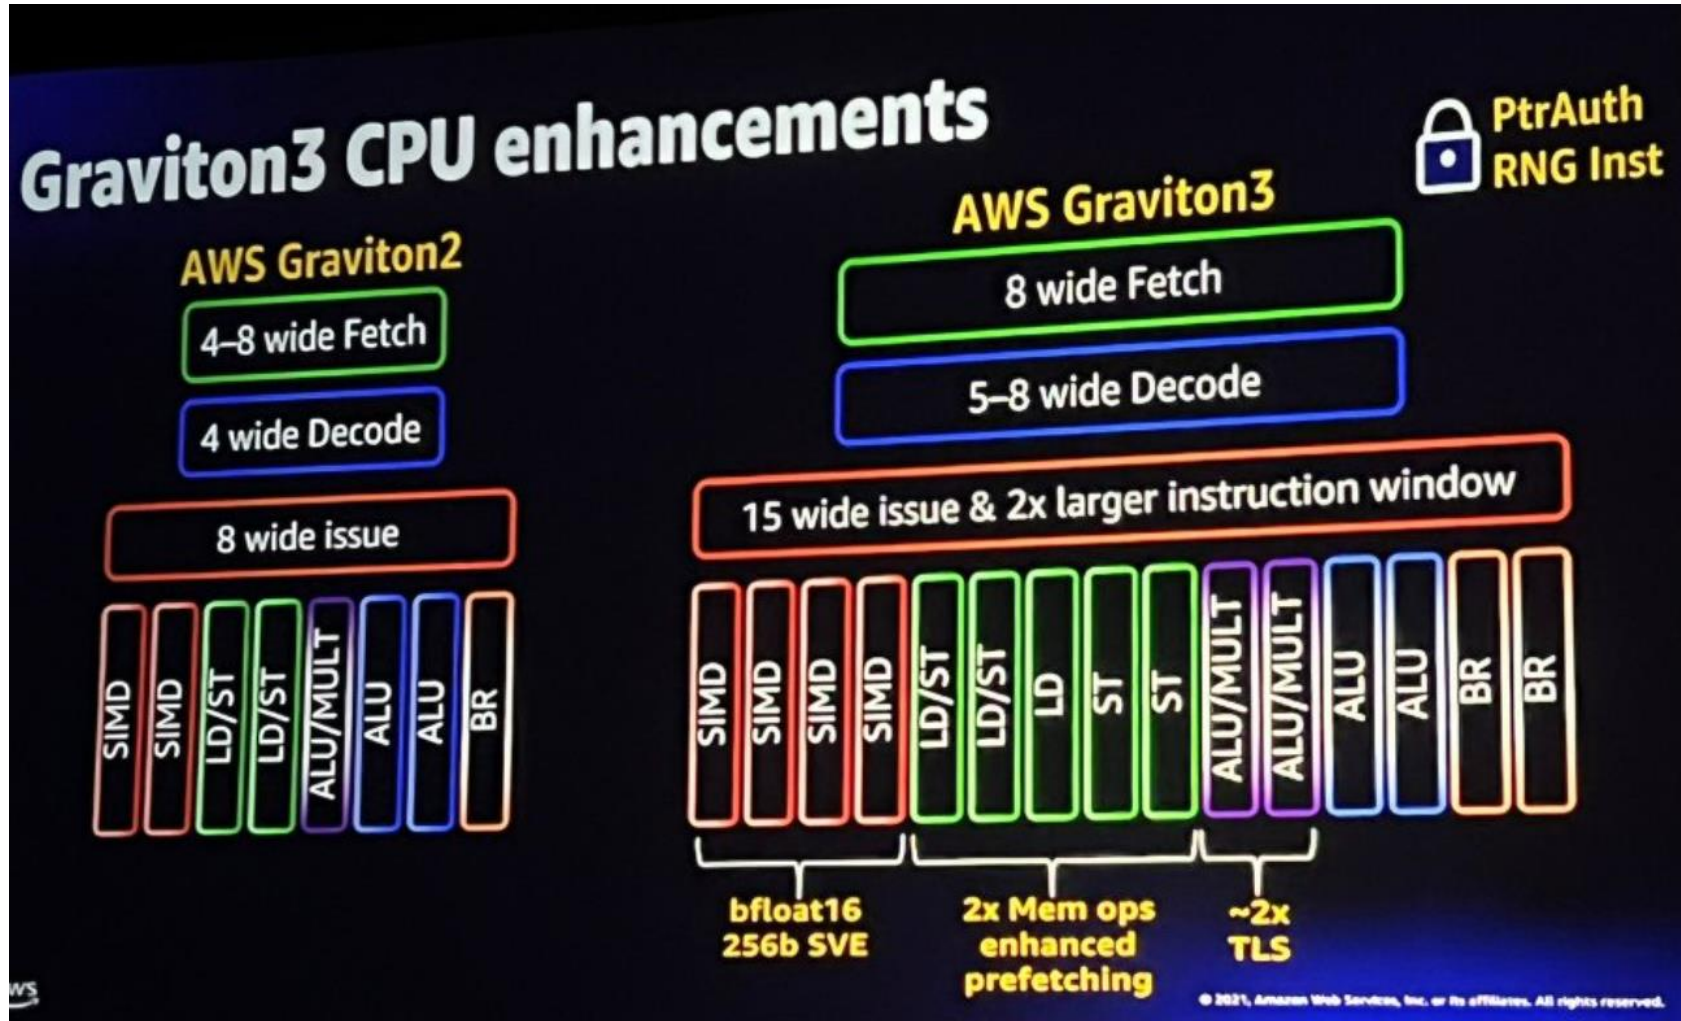 Graviton3 CPU enhancements
PtrAuth
RNG Inst
AWS Graviton2
4–8 wide Fetch
4 wide Decode
8 wide issue
SIMD
SIMD
LD/ST
LD/ST
ALU/MULT
ALU
ALU
BR
AWS Graviton3
8 wide Fetch
5–8 wide Decode
15 wide issue & 2x larger instruction window
SIMD
SIMD
SIMD
SIMD
LD/ST
LD/ST
LD
ST
ST
ALU/MULT
ALU/MULT
ALU
ALU
BR
BR
bfloat16
256b SVE
2x Mem ops
enhanced
prefetching
~2x
TLS
ws
© 2021, Amazon Web Services, Inc. or its affiliates. All rights reserved.